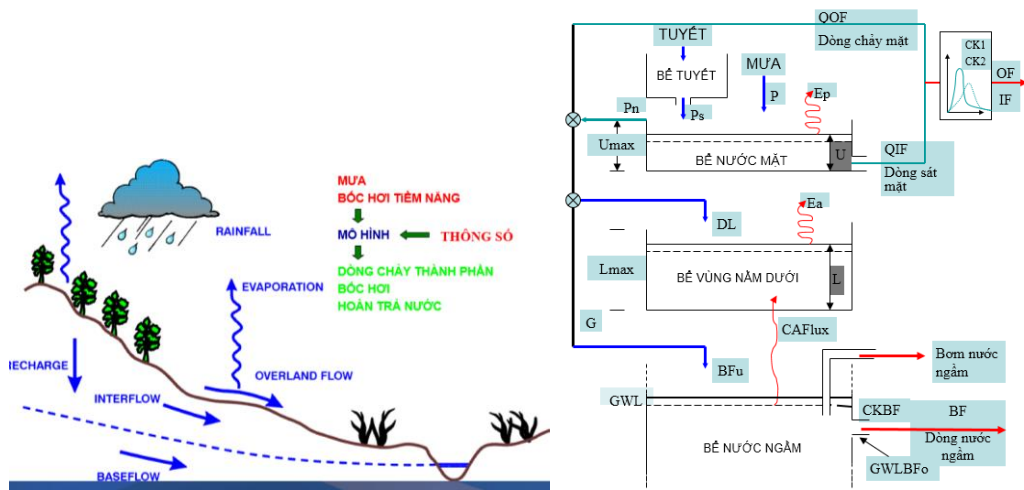 RAINFALL
MƯA
BỐC HƠI TIỀM NĂNG
MÔ HÌNH
THÔNG SỐ
DÒNG CHẢY THÀNH PHẦN
BỐC HƠI
HOÀN TRẢ NƯỚC
EVAPORATION
RECHARGE
OVERLAND FLOW
INTERFLOW
BASEFLOW
TUYẾT
QOF
Dòng chảy mặt
CK1
CK2
OF
IF
BỂ TUYẾT
MƯA
P
Ep
Pn
Ps
Umax
BỂ NƯỚC MẶT
U
QIF
Dòng sát
mặt
Ea
DL
Lmax
BỂ VÙNG NẰM DƯỚI
L
G
CAFlux
BFu
Bơm nước
ngầm
GWL
CKBF
BF
Dòng nước
ngầm
BỂ NƯỚC NGẦM
GWLBFo